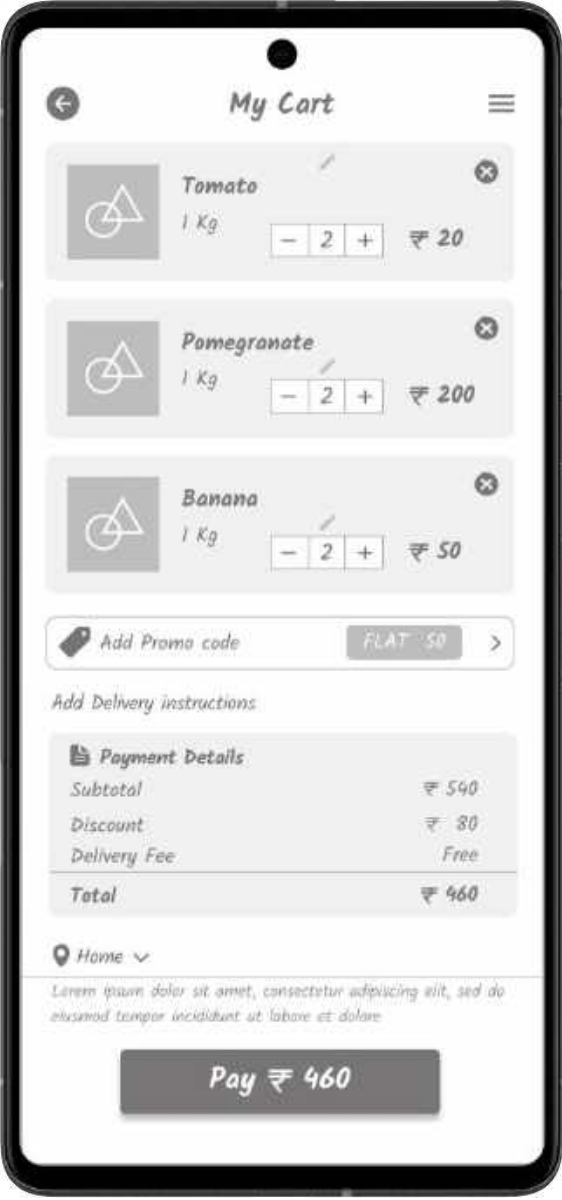 My Cart
Tomato
1 Kg
− 2 + ₹ 20
Pomegranate
1 Kg
− 2 + ₹ 200
Banana
1 Kg
− 2 + ₹ 50
Add Promo code FLAT 50
Add Delivery instructions
Payment Details
Subtotal ₹ 540
Discount ₹ 80
Delivery Fee Free
Total ₹ 460
Home
Lorem ipsum dolor sit amet, consectetur adipiscing elit, sed do
eiusmod tempor incididunt ut labore et dolore
Pay ₹ 460